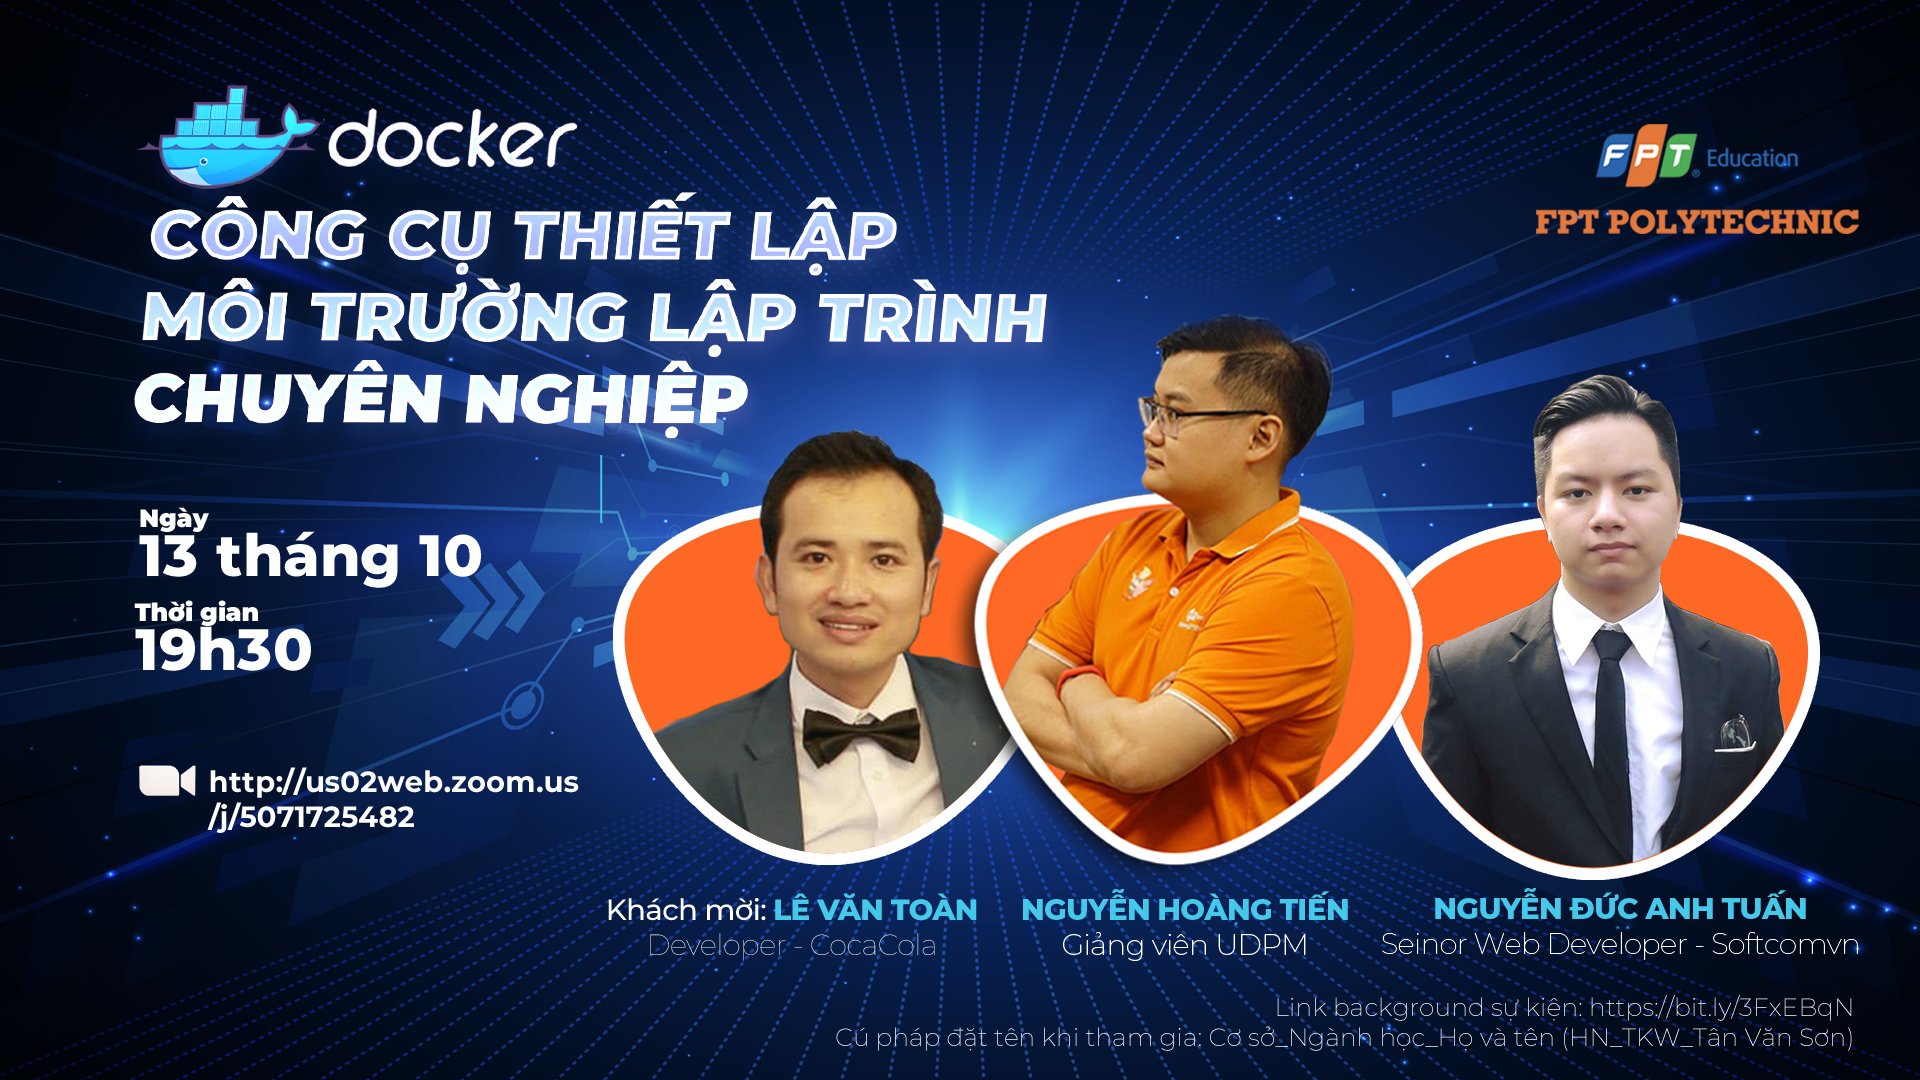 docker
FPT Education
FPT POLYTECHNIC
CÔNG CỤ THIẾT LẬP
MÔI TRƯỜNG LẬP TRÌNH
CHUYÊN NGHIỆP
Ngày
13 tháng 10
Thời gian
19h30
http://us02web.zoom.us
/j/5071725482
Khách mời: LÊ VĂN TOÀN
Developer - CocaCola
NGUYỄN HOÀNG TIẾN
Giảng viên UDPM
NGUYỄN ĐỨC ANH TUẤN
Seinor Web Developer - Softcomvn
Link background sự kiện: https://bit.ly/3FxEBqN
Cú pháp đặt tên khi tham gia: Cơ sở_Ngành học_Họ và tên (HN_TKW_Tân Văn Sơn)